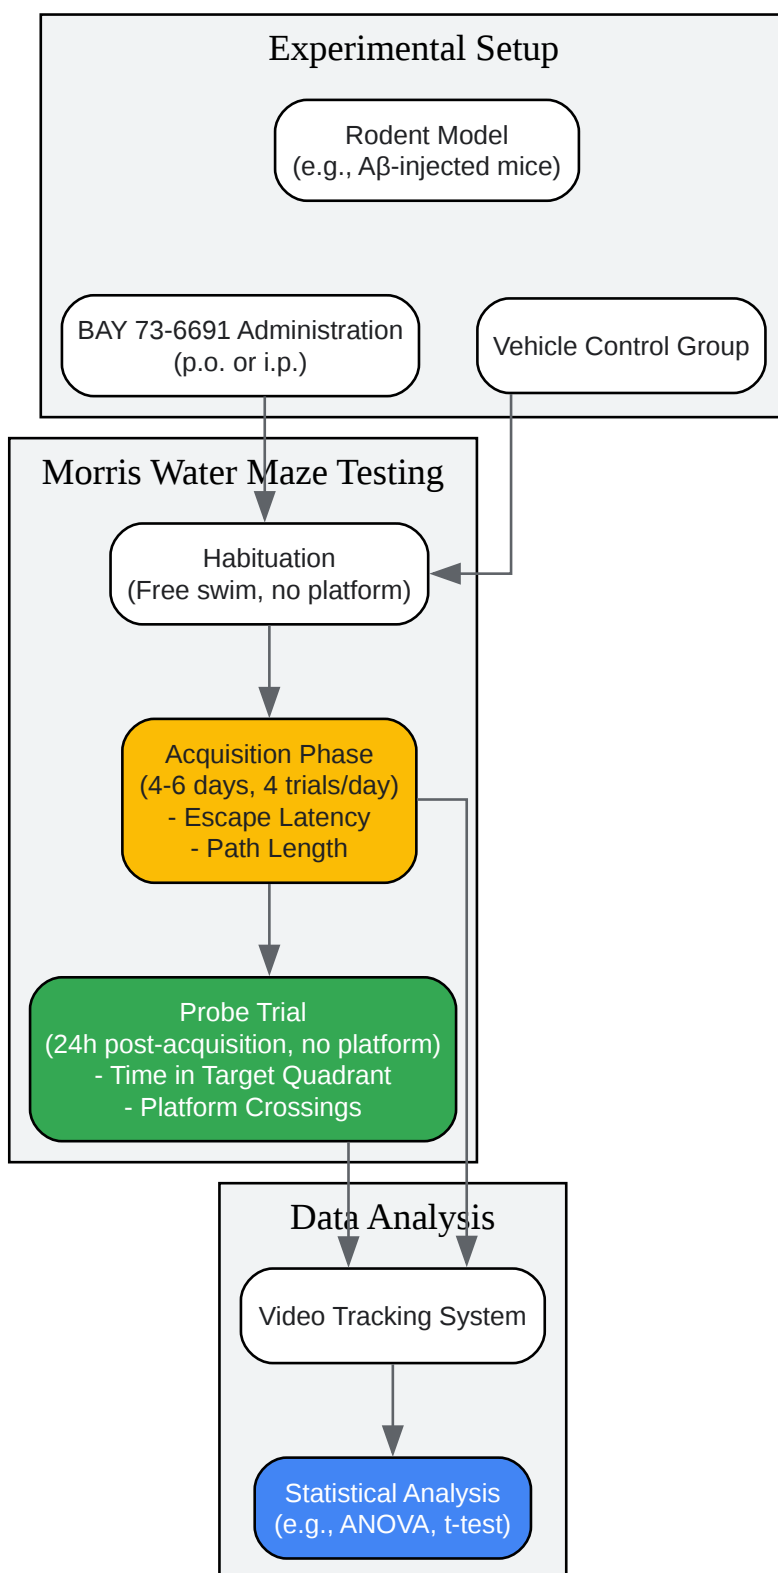 Experimental Setup
Rodent Model
(e.g., Aβ-injected mice)
BAY 73-6691 Administration
(p.o. or i.p.)
Vehicle Control Group
Morris Water Maze Testing
Habituation
(Free swim, no platform)
Acquisition Phase
(4-6 days, 4 trials/day)
- Escape Latency
- Path Length
Probe Trial
(24h post-acquisition, no platform)
- Time in Target Quadrant
- Platform Crossings
Data Analysis
Video Tracking System
Statistical Analysis
(e.g., ANOVA, t-test)